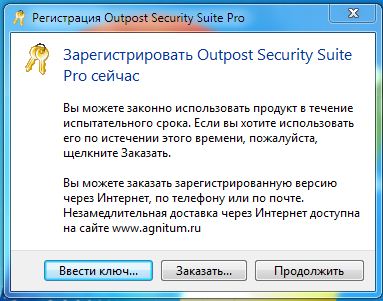 Регистрация Outpost Security Suite Pro
Зарегистрировать Outpost Security Suite
Pro сейчас
Вы можете законно использовать продукт в течение
испытательного срока. Если вы хотите использовать
его по истечении этого времени, пожалуйста,
щелкните Заказать.
Вы можете заказать зарегистрированную версию
через Интернет, по телефону или по почте.
Незамедлительная доставка через Интернет доступна
на сайте www.agnitum.ru
Ввести ключ...
Заказать...
Продолжить